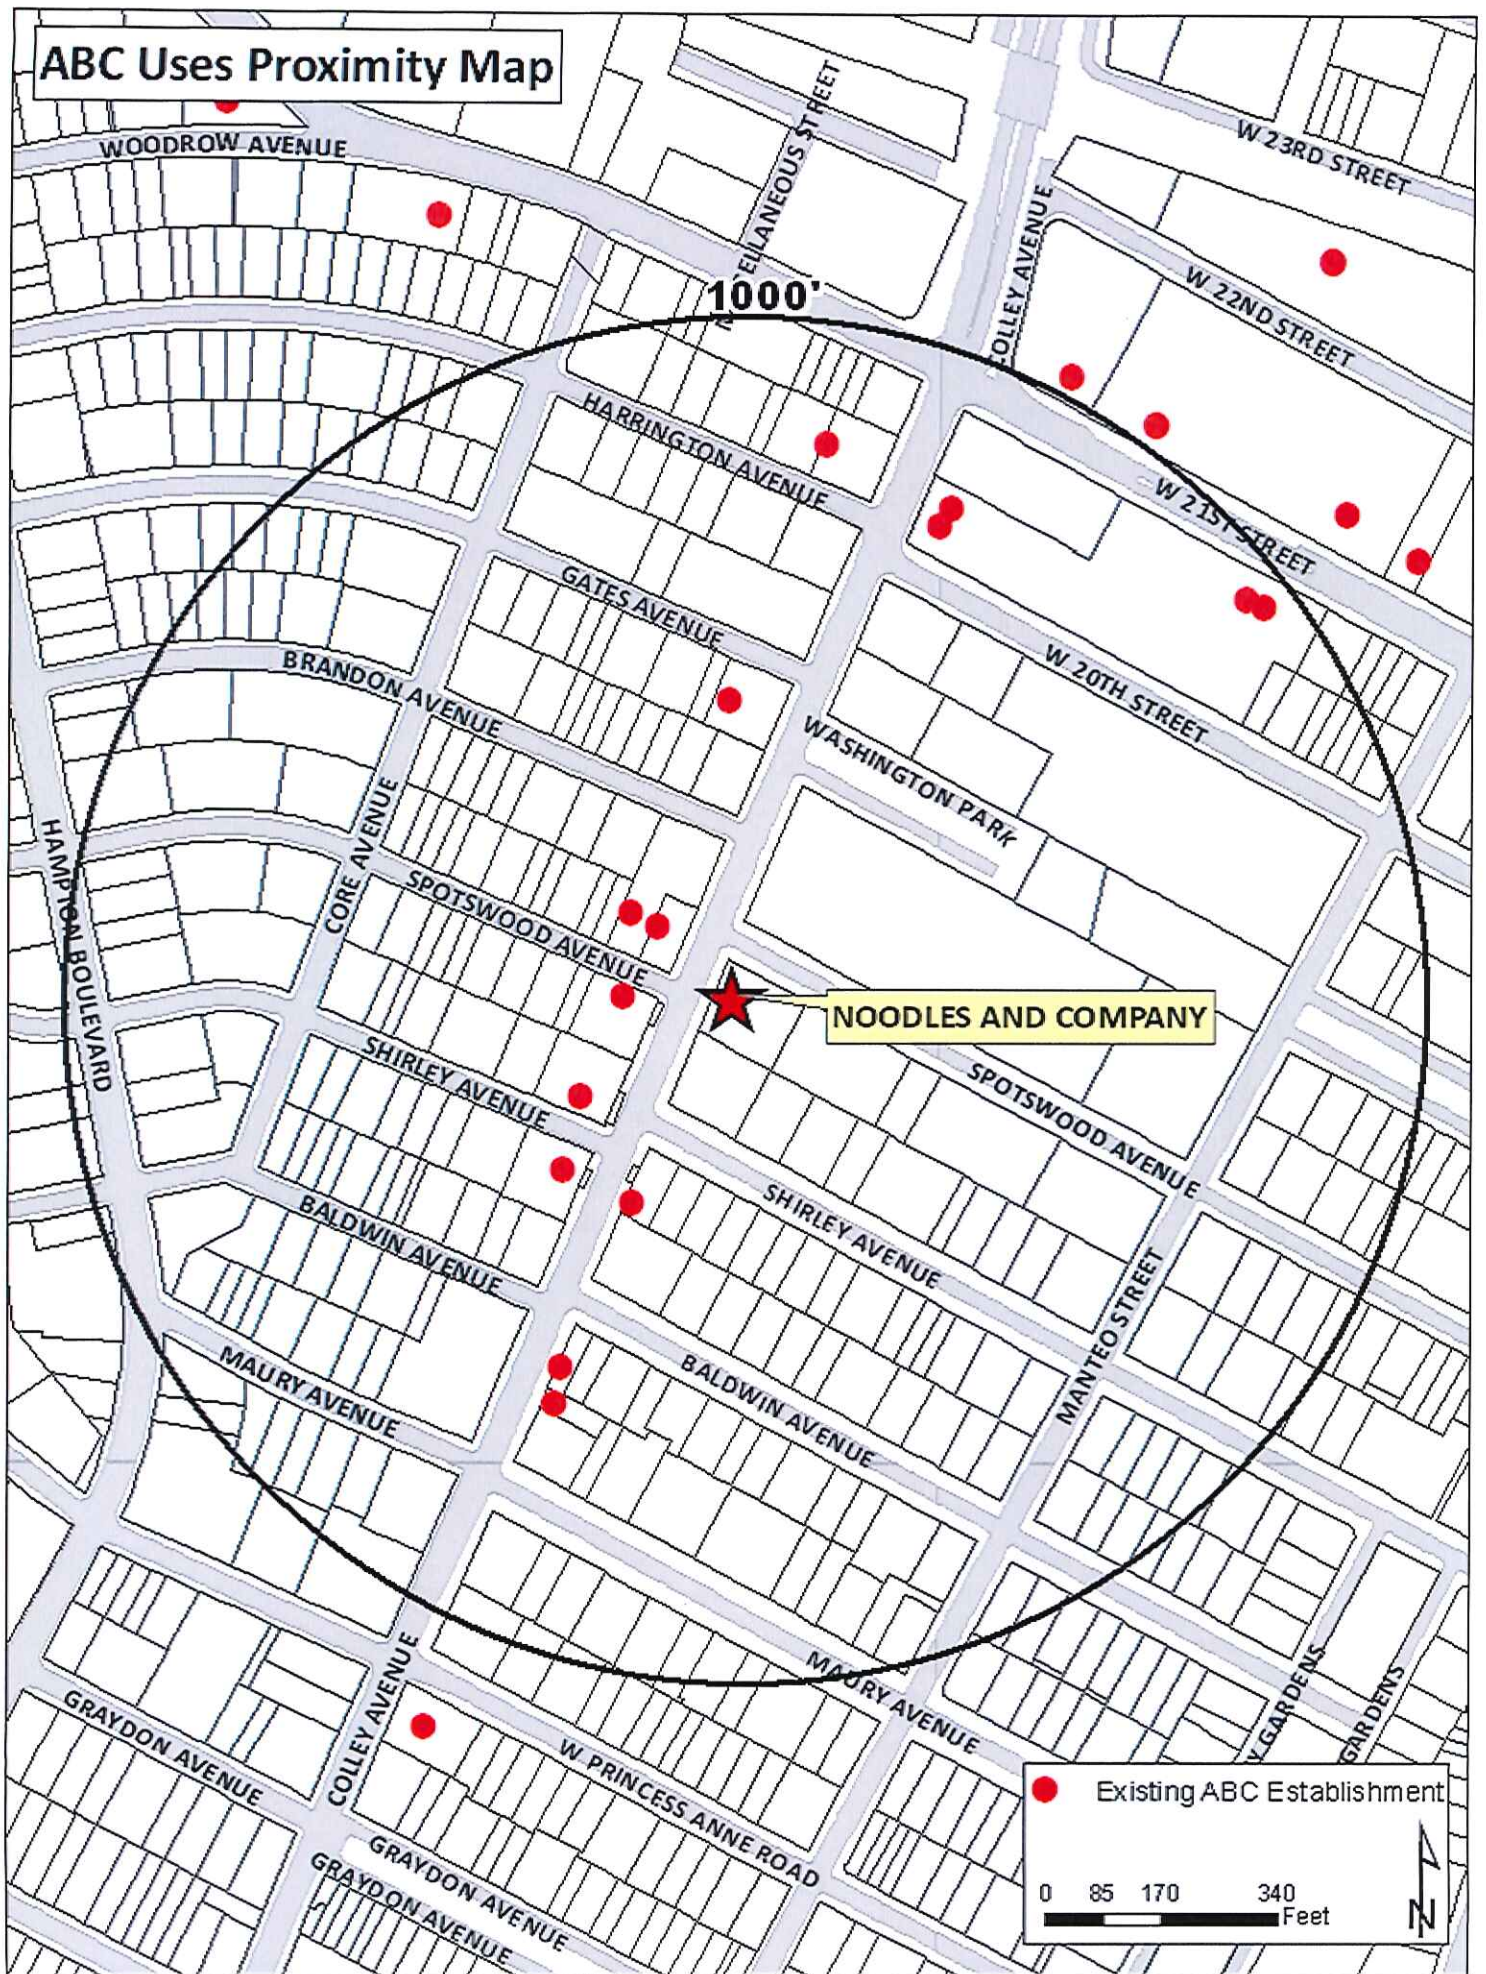 ABC Uses Proximity Map
WOODROW AVENUE
W 23RD STREET
COLLEY AVENUE
W 22ND STREET
1000'
HARRINGTON AVENUE
W 21ST STREET
GATES AVENUE
BRANDON AVENUE
W 20TH STREET
WASHINGTON PARK
HAMPTON BOULEVARD
CORE AVENUE
SPOTSWOOD AVENUE
NOODLES AND COMPANY
SHIRLEY AVENUE
SPOTSWOOD AVENUE
BALDWIN AVENUE
SHIRLEY AVENUE
MANTEO STREET
MAURY AVENUE
BALDWIN AVENUE
MAURY AVENUE
GARDENS
GARDENS
GRAYDON AVENUE
COLLEY AVENUE
W PRINCESS ANNE ROAD
GRAYDON AVENUE
GRAYDON AVENUE
Existing ABC Establishment
0 85 170 340
Feet
N